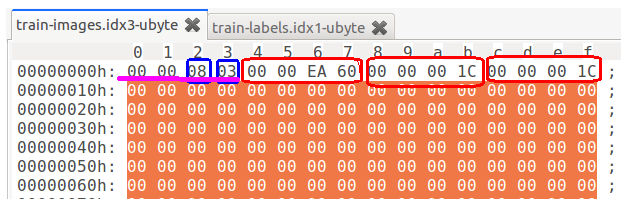 train-images.idx3-ubyte train-labels.idx1-ubyte
0 1 2 3 4 5 6 7 8 9 a b c d e f
00000000h: 00 00 08 03 00 00 EA 60 00 00 00 1C 00 00 00 1C ;
00000010h: 00 00 00 00 00 00 00 00 00 00 00 00 00 00 00 00 ;
00000020h: 00 00 00 00 00 00 00 00 00 00 00 00 00 00 00 00 ;
00000030h: 00 00 00 00 00 00 00 00 00 00 00 00 00 00 00 00 ;
00000040h: 00 00 00 00 00 00 00 00 00 00 00 00 00 00 00 00 ;
00000050h: 00 00 00 00 00 00 00 00 00 00 00 00 00 00 00 00 ;
00000060h: 00 00 00 00 00 00 00 00 00 00 00 00 00 00 00 00 ;